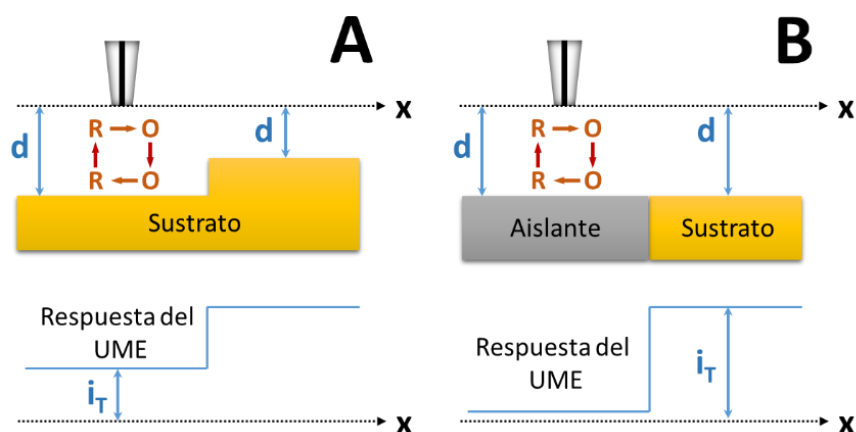 A
x
d
d
R O
R O
Sustrato
Respuesta del
UME
iT
x
B
x
d
d
R O
R O
Aislante
Sustrato
Respuesta del
UME
iT
x